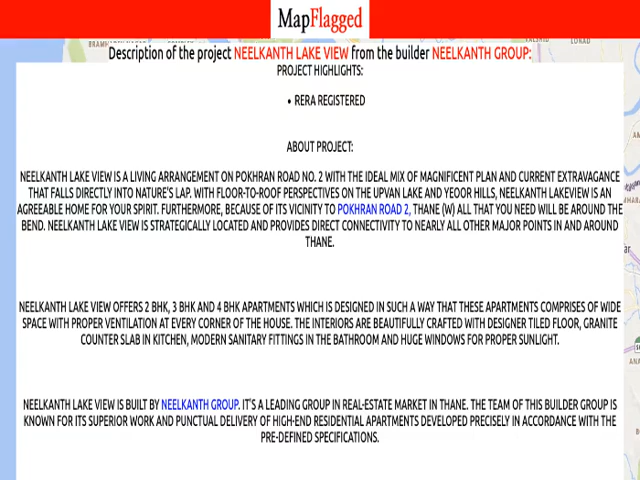 MapFlagged
Description of the project NEELKANTH LAKE VIEW from the builder NEELKANTH GROUP:
PROJECT HIGHLIGHTS:
• RERA REGISTERED
ABOUT PROJECT:
NEELKANTH LAKE VIEW IS A LIVING ARRANGEMENT ON POKHRAN ROAD NO. 2 WITH THE IDEAL MIX OF MAGNIFICENT PLAN AND CURRENT EXTRAVAGANCE
THAT FALLS DIRECTLY INTO NATURE'S LAP. WITH FLOOR-TO-ROOF PERSPECTIVES ON THE UPVAN LAKE AND YEOOR HILLS, NEELKANTH LAKEVIEW IS AN
AGREEABLE HOME FOR YOUR SPIRIT. FURTHERMORE, BECAUSE OF ITS VICINITY TO POKHRAN ROAD 2, THANE (W) ALL THAT YOU NEED WILL BE AROUND THE
BEND. NEELKANTH LAKE VIEW IS STRATEGICALLY LOCATED AND PROVIDES DIRECT CONNECTIVITY TO NEARLY ALL OTHER MAJOR POINTS IN AND AROUND
THANE.
NEELKANTH LAKE VIEW OFFERS 2 BHK, 3 BHK AND 4 BHK APARTMENTS WHICH IS DESIGNED IN SUCH A WAY THAT THESE APARTMENTS COMPRISES OF WIDE
SPACE WITH PROPER VENTILATION AT EVERY CORNER OF THE HOUSE. THE INTERIORS ARE BEAUTIFULLY CRAFTED WITH DESIGNER TILED FLOOR, GRANITE
COUNTER SLAB IN KITCHEN, MODERN SANITARY FITTINGS IN THE BATHROOM AND HUGE WINDOWS FOR PROPER SUNLIGHT.
NEELKANTH LAKE VIEW IS BUILT BY NEELKANTH GROUP. IT'S A LEADING GROUP IN REAL-ESTATE MARKET IN THANE. THE TEAM OF THIS BUILDER GROUP IS
KNOWN FOR ITS SUPERIOR WORK AND PUNCTUAL DELIVERY OF HIGH-END RESIDENTIAL APARTMENTS DEVELOPED PRECISELY IN ACCORDANCE WITH THE
PRE-DEFINED SPECIFICATIONS.